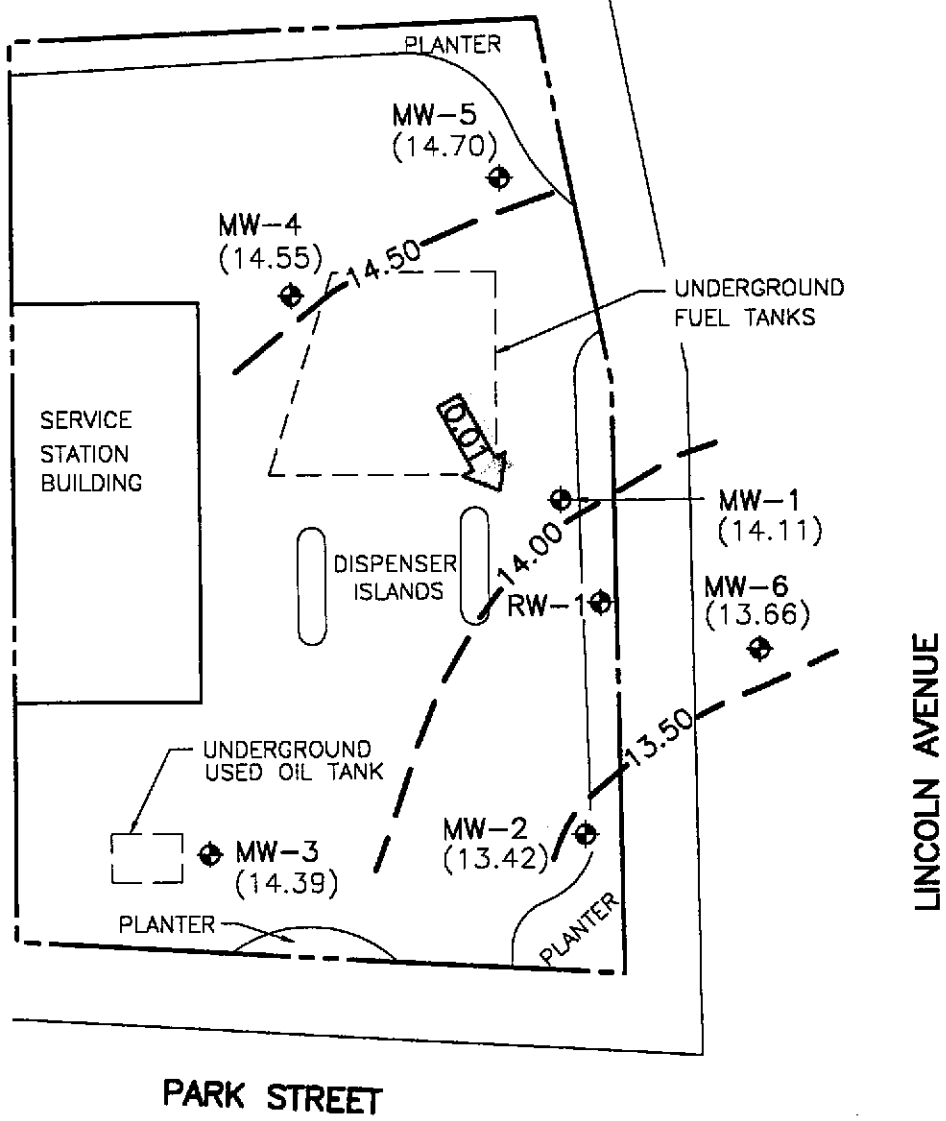 PLANTER
MW-5
(14.70)
MW-4
(14.55)
14.50
UNDERGROUND
FUEL TANKS
SERVICE
STATION
BUILDING
0.01
MW-1
(14.11)
14.00
DISPENSER
ISLANDS
RW-1
MW-6
(13.66)
13.50
UNDERGROUND
USED OIL TANK
MW-2
(13.42)
MW-3
(14.39)
PLANTER
PLANTER
LINCOLN AVENUE
PARK STREET